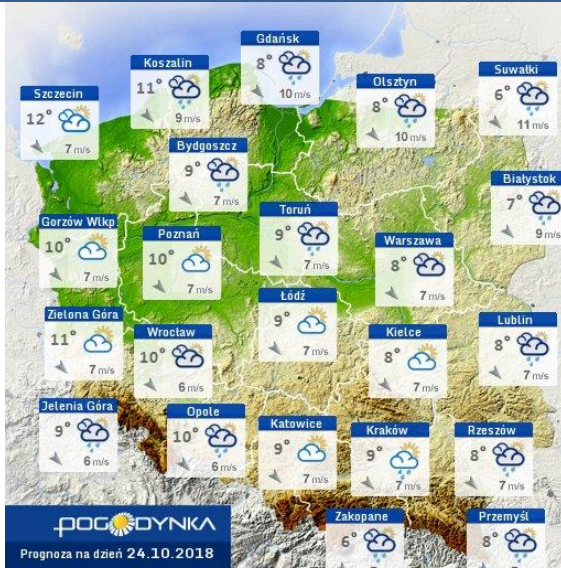 Gdańsk
8°
10 m/s
Koszalin
11°
9 m/s
Suwałki
6°
11 m/s
Olsztyn
8°
10 m/s
Szczecin
12°
7 m/s
Bydgoszcz
9°
7 m/s
Białystok
7°
9 m/s
Toruń
9°
7 m/s
Gorzów Wlkp
10°
7 m/s
Poznań
10°
7 m/s
Warszawa
8°
7 m/s
Łódź
9°
7 m/s
Zielona Góra
11°
7 m/s
Wrocław
10°
6 m/s
Kielce
8°
7 m/s
Lublin
8°
7 m/s
Jelenia Góra
9°
6 m/s
Opole
10°
6 m/s
Katowice
9°
7 m/s
Kraków
9°
7 m/s
Rzeszów
8°
7 m/s
Zakopane
6°
Przemyśl
8°
POGODYNKA
Prognoza na dzień 24.10.2018